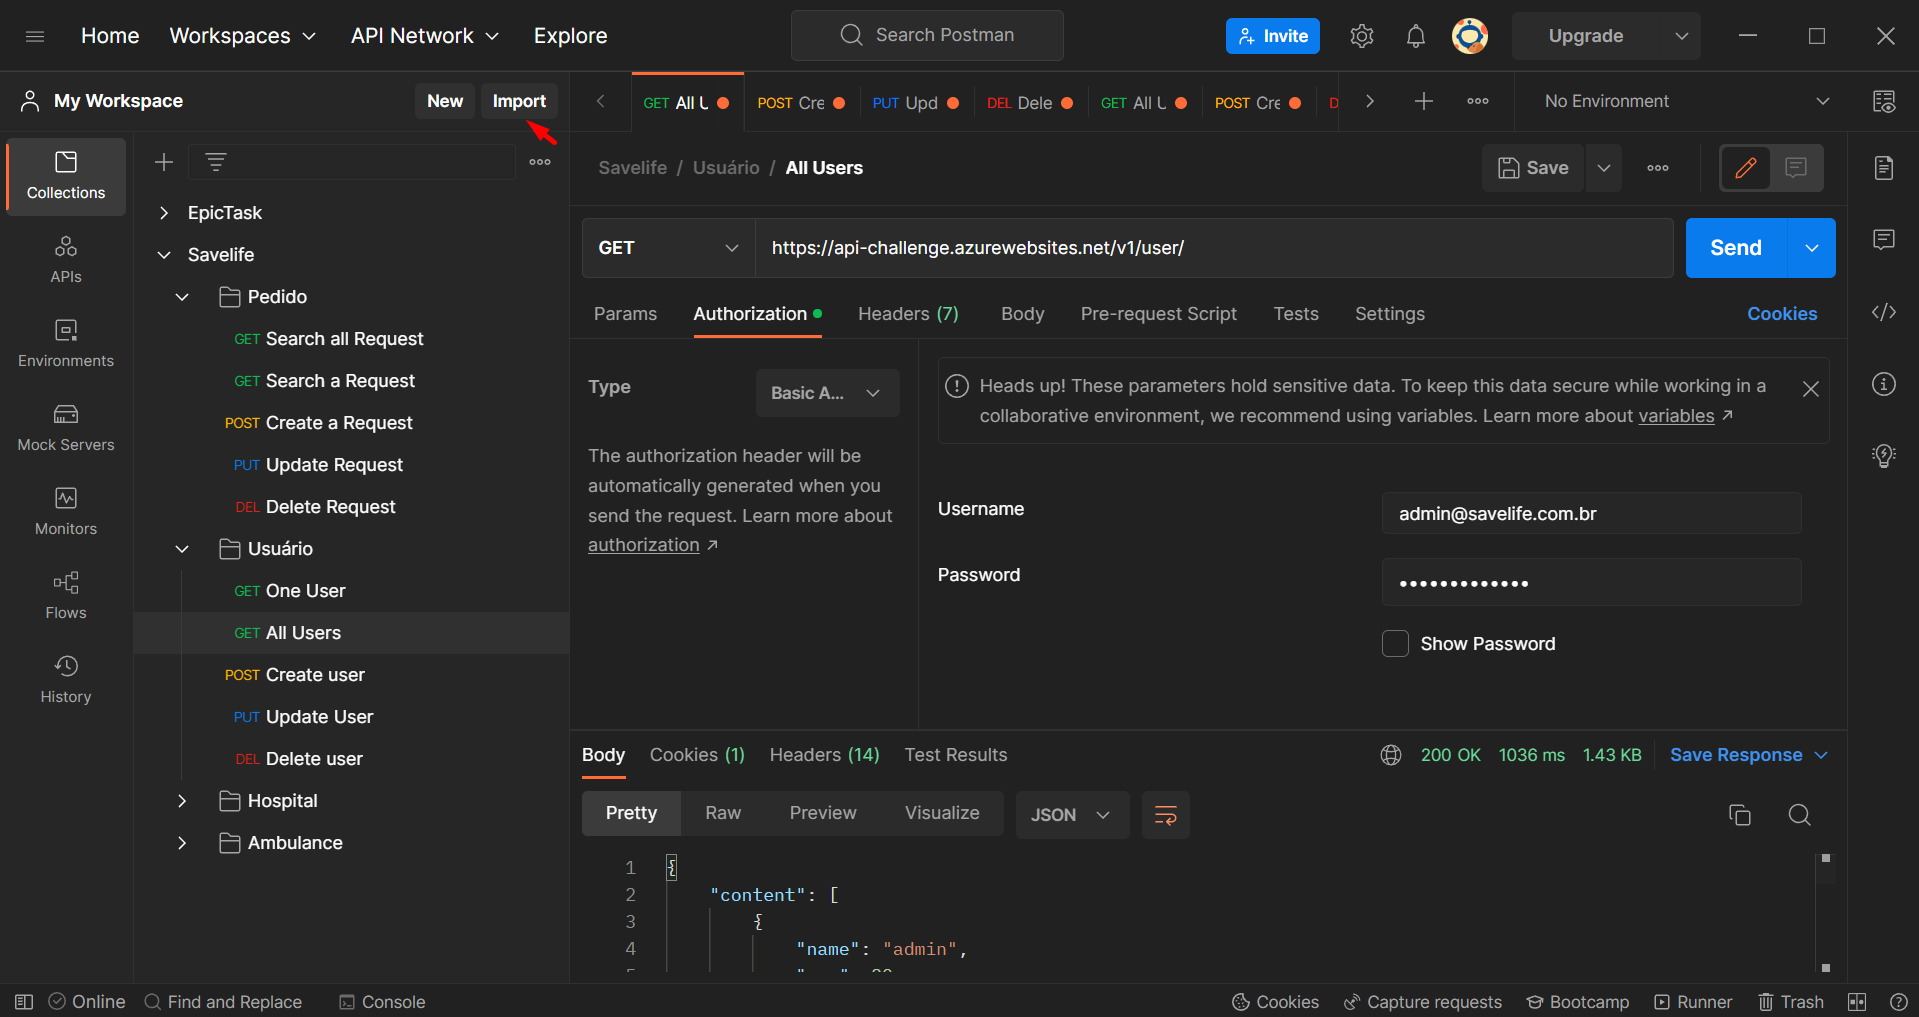 Home Workspaces API Network Explore Search Postman Invite Upgrade
My Workspace New Import
GET All U POST Cre PUT Upd DEL Dele GET All U POST Cre D No Environment
Collections
APIs
Environments
Mock Servers
Monitors
Flows
History
EpicTask
Savelife
Pedido
GET Search all Request
GET Search a Request
POST Create a Request
PUT Update Request
DEL Delete Request
Usuário
GET One User
GET All Users
POST Create user
PUT Update User
DEL Delete user
Hospital
Ambulance
Savelife / Usuário / All Users Save
GET https://api-challenge.azurewebsites.net/v1/user/ Send
Params Authorization Headers (7) Body Pre-request Script Tests Settings Cookies
Type Basic A...
The authorization header will be
automatically generated when you
send the request. Learn more about
authorization ↗
Heads up! These parameters hold sensitive data. To keep this data secure while working in a
collaborative environment, we recommend using variables. Learn more about variables ↗
Username admin@savelife.com.br
Password •••••••••••••
Show Password
Body Cookies (1) Headers (14) Test Results 200 OK 1036 ms 1.43 KB Save Response
Pretty Raw Preview Visualize JSON
1 {
2 "content": [
3 {
4 "name": "admin",
Online Find and Replace Console Cookies Capture requests Bootcamp Runner Trash